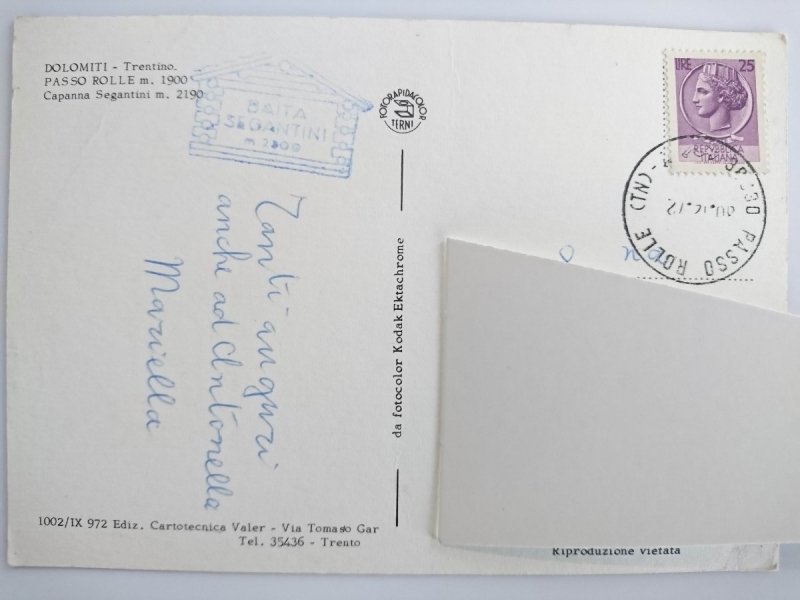 DOLOMITI - Trentino.
PASSO ROLLE m. 1900
Capanna Segantini m. 2190
BAITA
SEGANTINI
FOTORAPIDACOLOR
TERNI
LIRE 25
REPVBBLICA
ITALIANA
PASSO ROLLE (TN)
Tanti auguri
anche ad Antonella
Mariella
da fotocolor Kodak Ektachrome
1002/IX 972 Ediz. Cartotecnica Valer - Via Tomaso Gar
Tel. 35436 - Trento
Riproduzione vietata